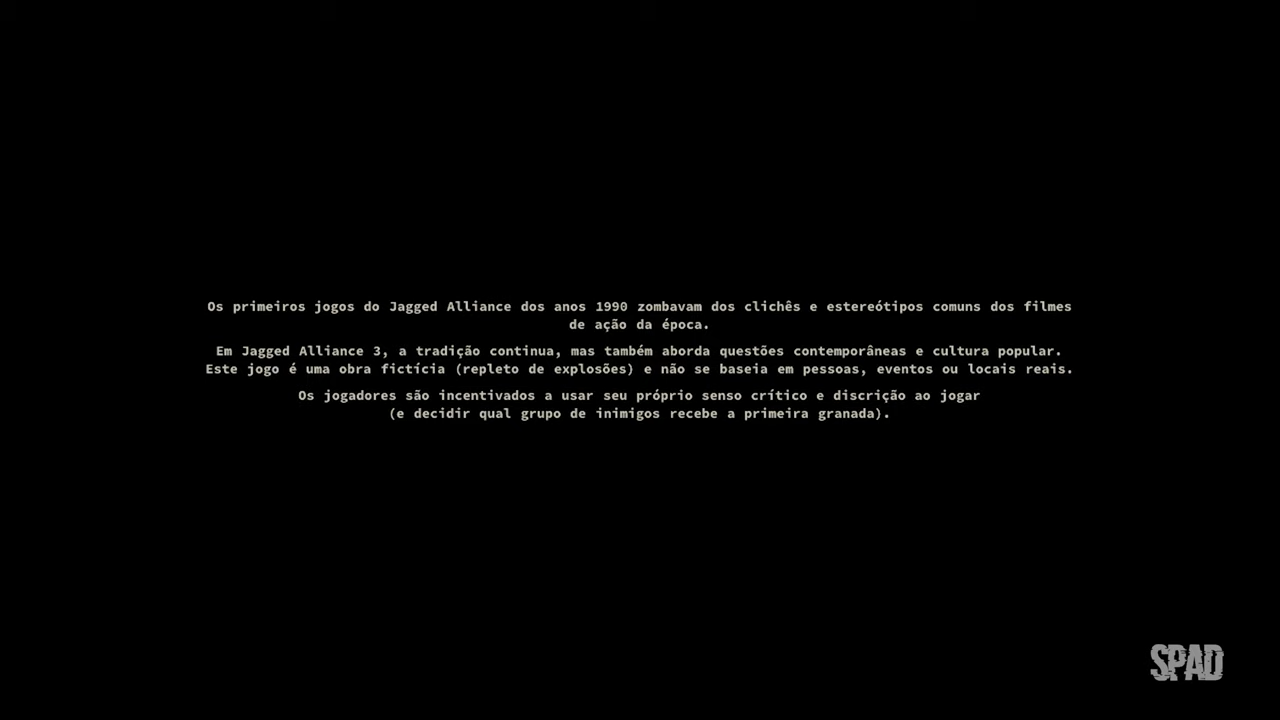 Os primeiros jogos do Jagged Alliance dos anos 1990 zombavam dos clichês e estereótipos comuns dos filmes
de ação da época.
Em Jagged Alliance 3, a tradição continua, mas também aborda questões contemporâneas e cultura popular.
Este jogo é uma obra fictícia (repleto de explosões) e não se baseia em pessoas, eventos ou locais reais.
Os jogadores são incentivados a usar seu próprio senso crítico e discrição ao jogar
(e decidir qual grupo de inimigos recebe a primeira granada).
SPAD